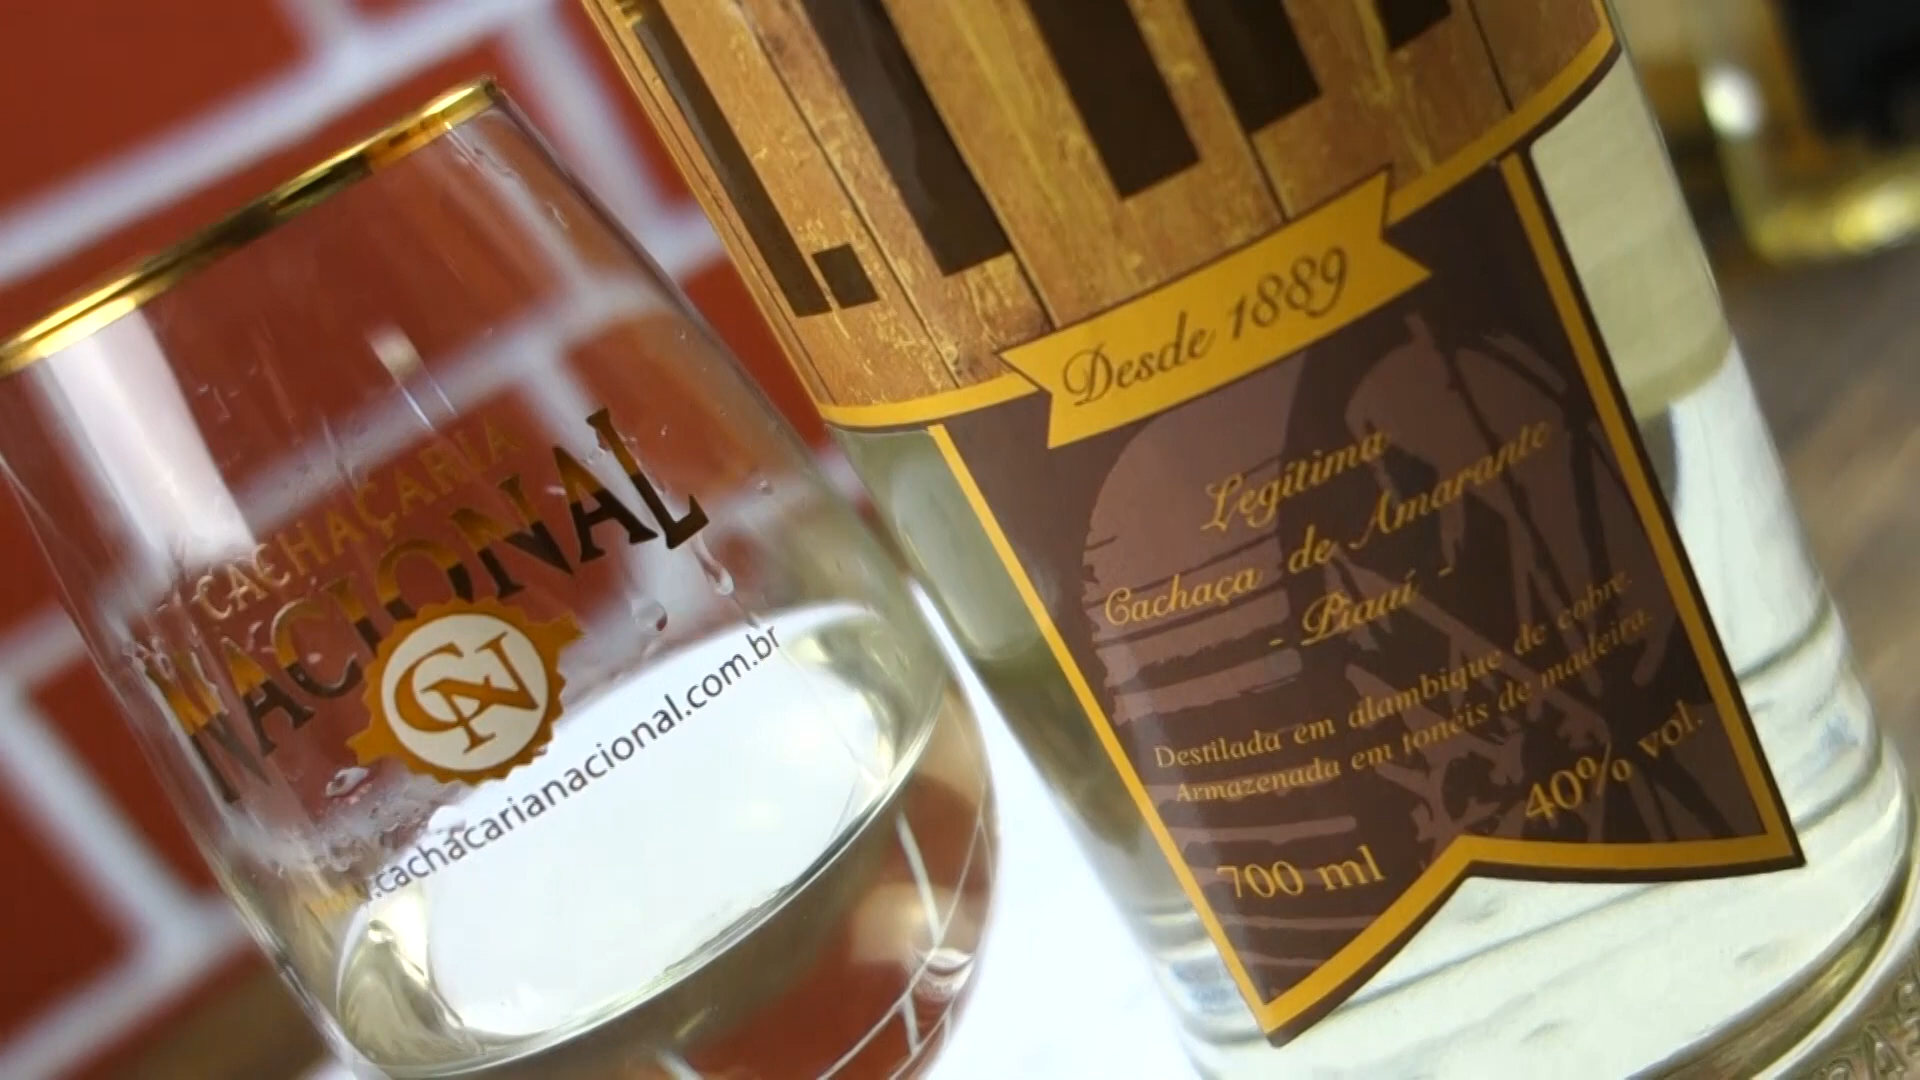 CACHAÇARIA
NACIONAL
CN
www.cachacarianacional.com.br
Desde 1889
Legítima
Cachaça de Amarante
- Piauí -
Destilada em alambique de cobre.
Armazenada em tonéis de madeira.
40% vol.
700 ml